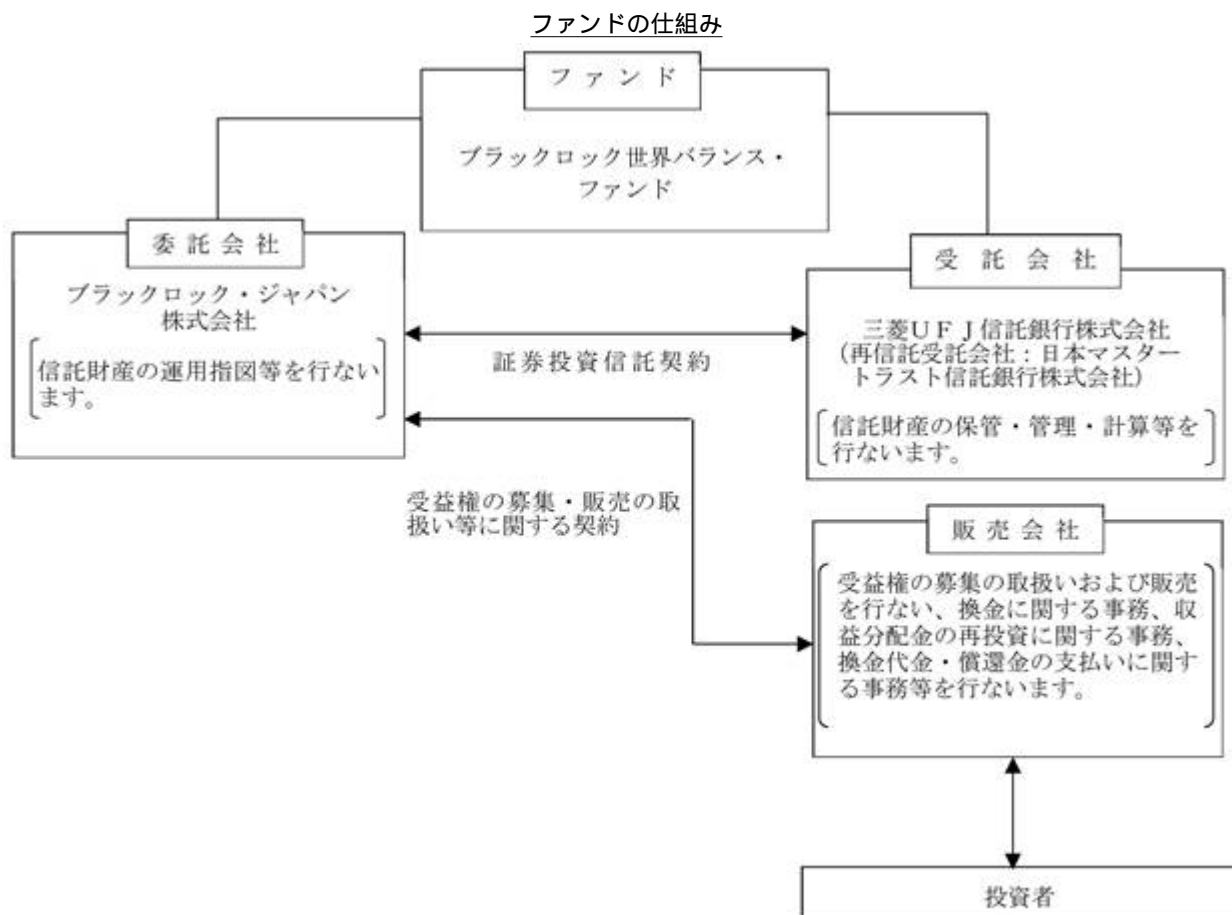 ファンドの仕組み
ファンド
ブラックロック世界バランス・
ファンド
委託会社
ブラックロック・ジャパン
株式会社
信託財産の運用指図等を行ない
ます。
証券投資信託契約
受託会社
三菱UFJ信託銀行株式会社
(再信託受託会社:日本マスター
トラスト信託銀行株式会社)
信託財産の保管・管理・計算等を
行ないます。
受益権の募集・販売の取
扱い等に関する契約
販売会社
受益権の募集の取扱いおよび販売
を行ない、換金に関する事務、収
益分配金の再投資に関する事務、
換金代金・償還金の支払いに関す
る事務等を行ないます。
投資者